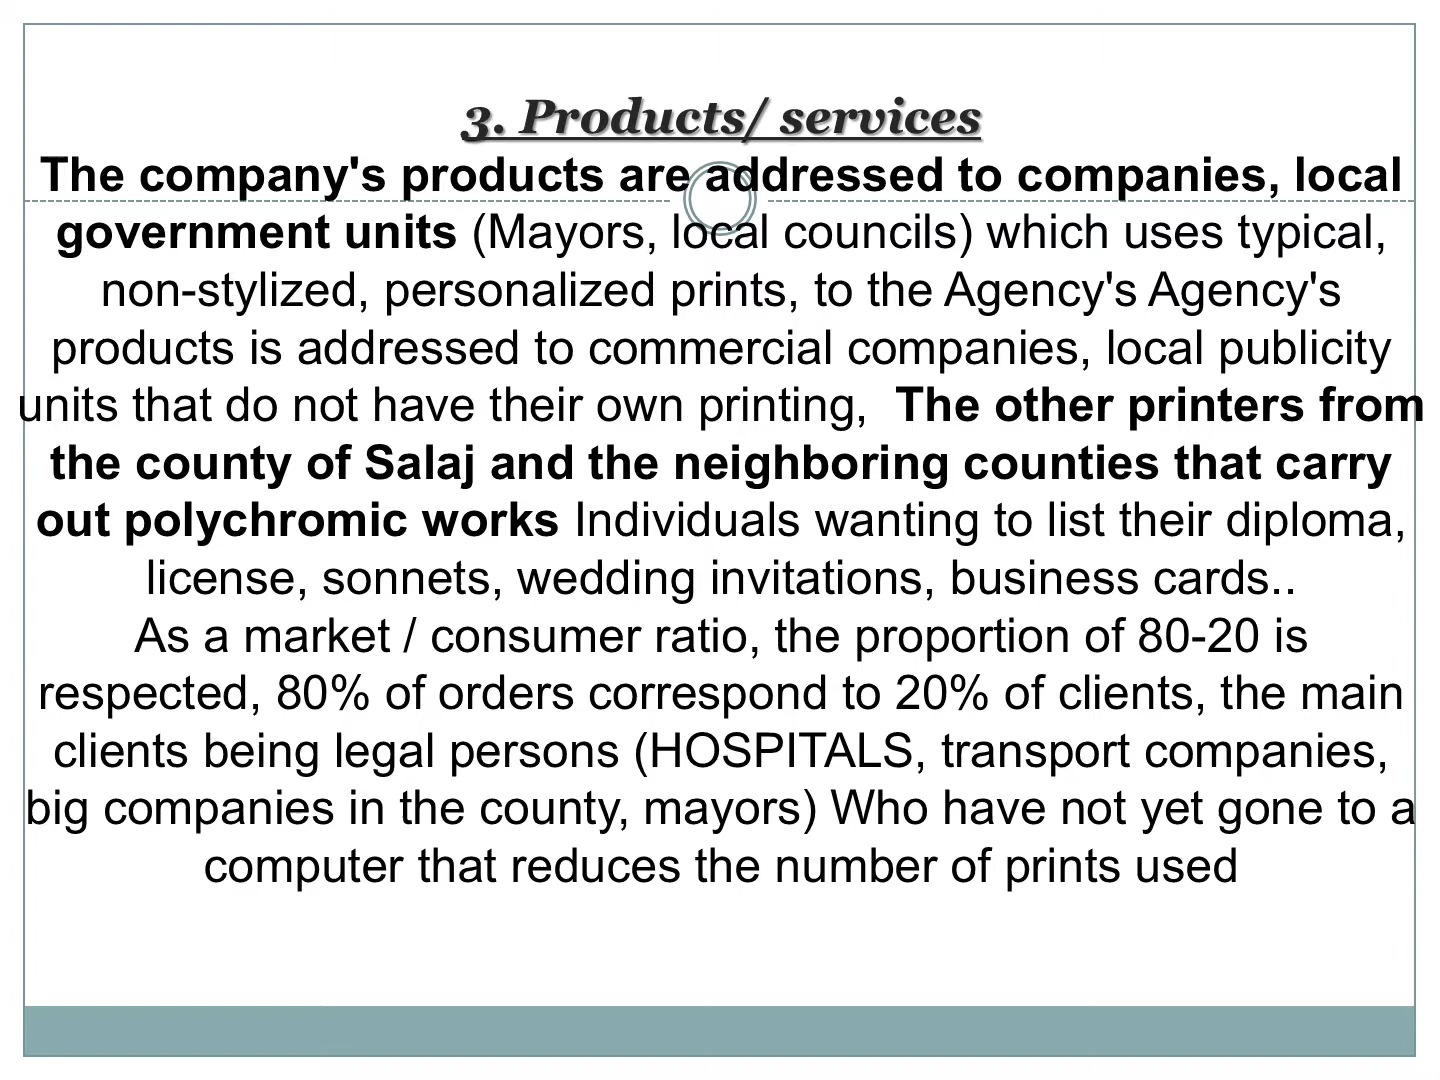 3. Products/ services
The company's products are addressed to companies, local
government units (Mayors, local councils) which uses typical,
non-stylized, personalized prints, to the Agency's Agency's
products is addressed to commercial companies, local publicity
units that do not have their own printing,  The other printers from
the county of Salaj and the neighboring counties that carry
out polychromic works Individuals wanting to list their diploma,
license, sonnets, wedding invitations, business cards..
As a market / consumer ratio, the proportion of 80-20 is
respected, 80% of orders correspond to 20% of clients, the main
clients being legal persons (HOSPITALS, transport companies,
big companies in the county, mayors) Who have not yet gone to a
computer that reduces the number of prints used